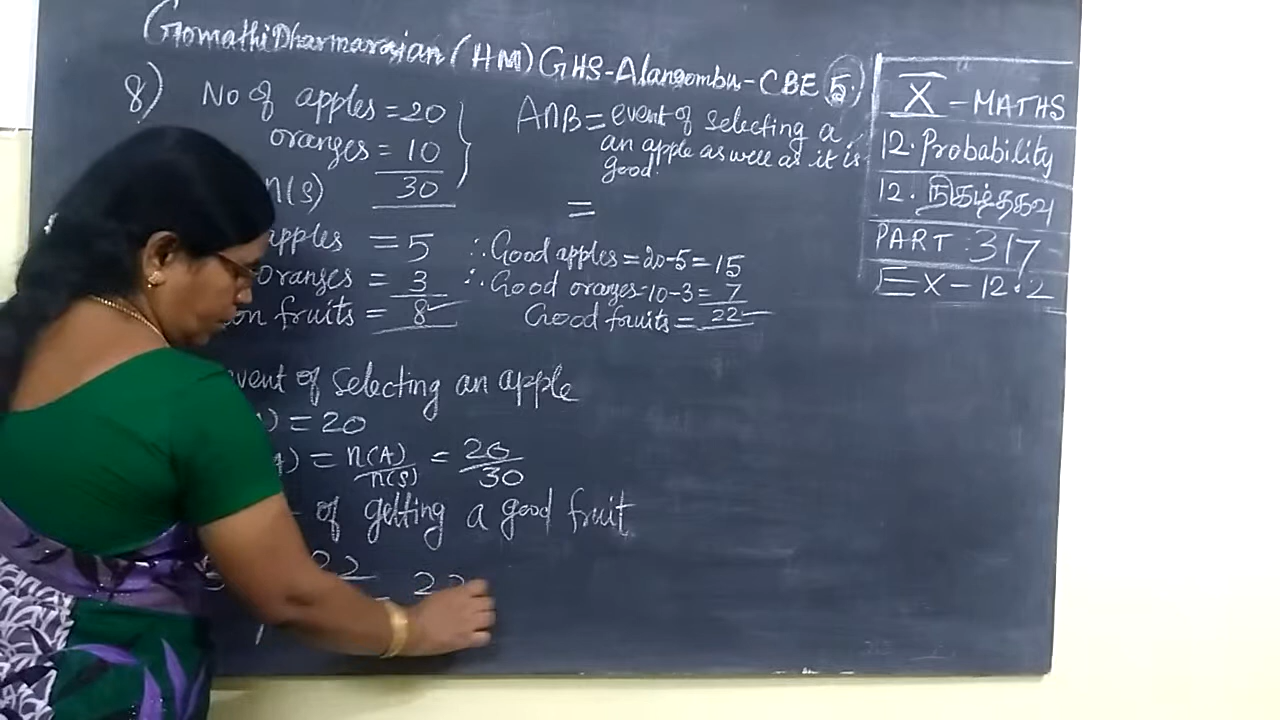 Gomathi Dharmarajan (HM) GHS-Alangombu-CBE 5.)
8) No of apples = 20
oranges = 10
n(s) 30
apples = 5
oranges = 3
fruits = 8
event of selecting an apple
) = 20
) = n(A)/n(S) = 20/30
of getting a good fruit
22
22
A∩B = event of selecting a
an apple as well as it is
good.
=
∴ Good apples = 20-5 = 15
∴ Good oranges - 10-3 = 7
Good fruits = 22
X - MATHS
12. Probability
12. நிகழ்தகவு
PART : 317
EX - 12.2